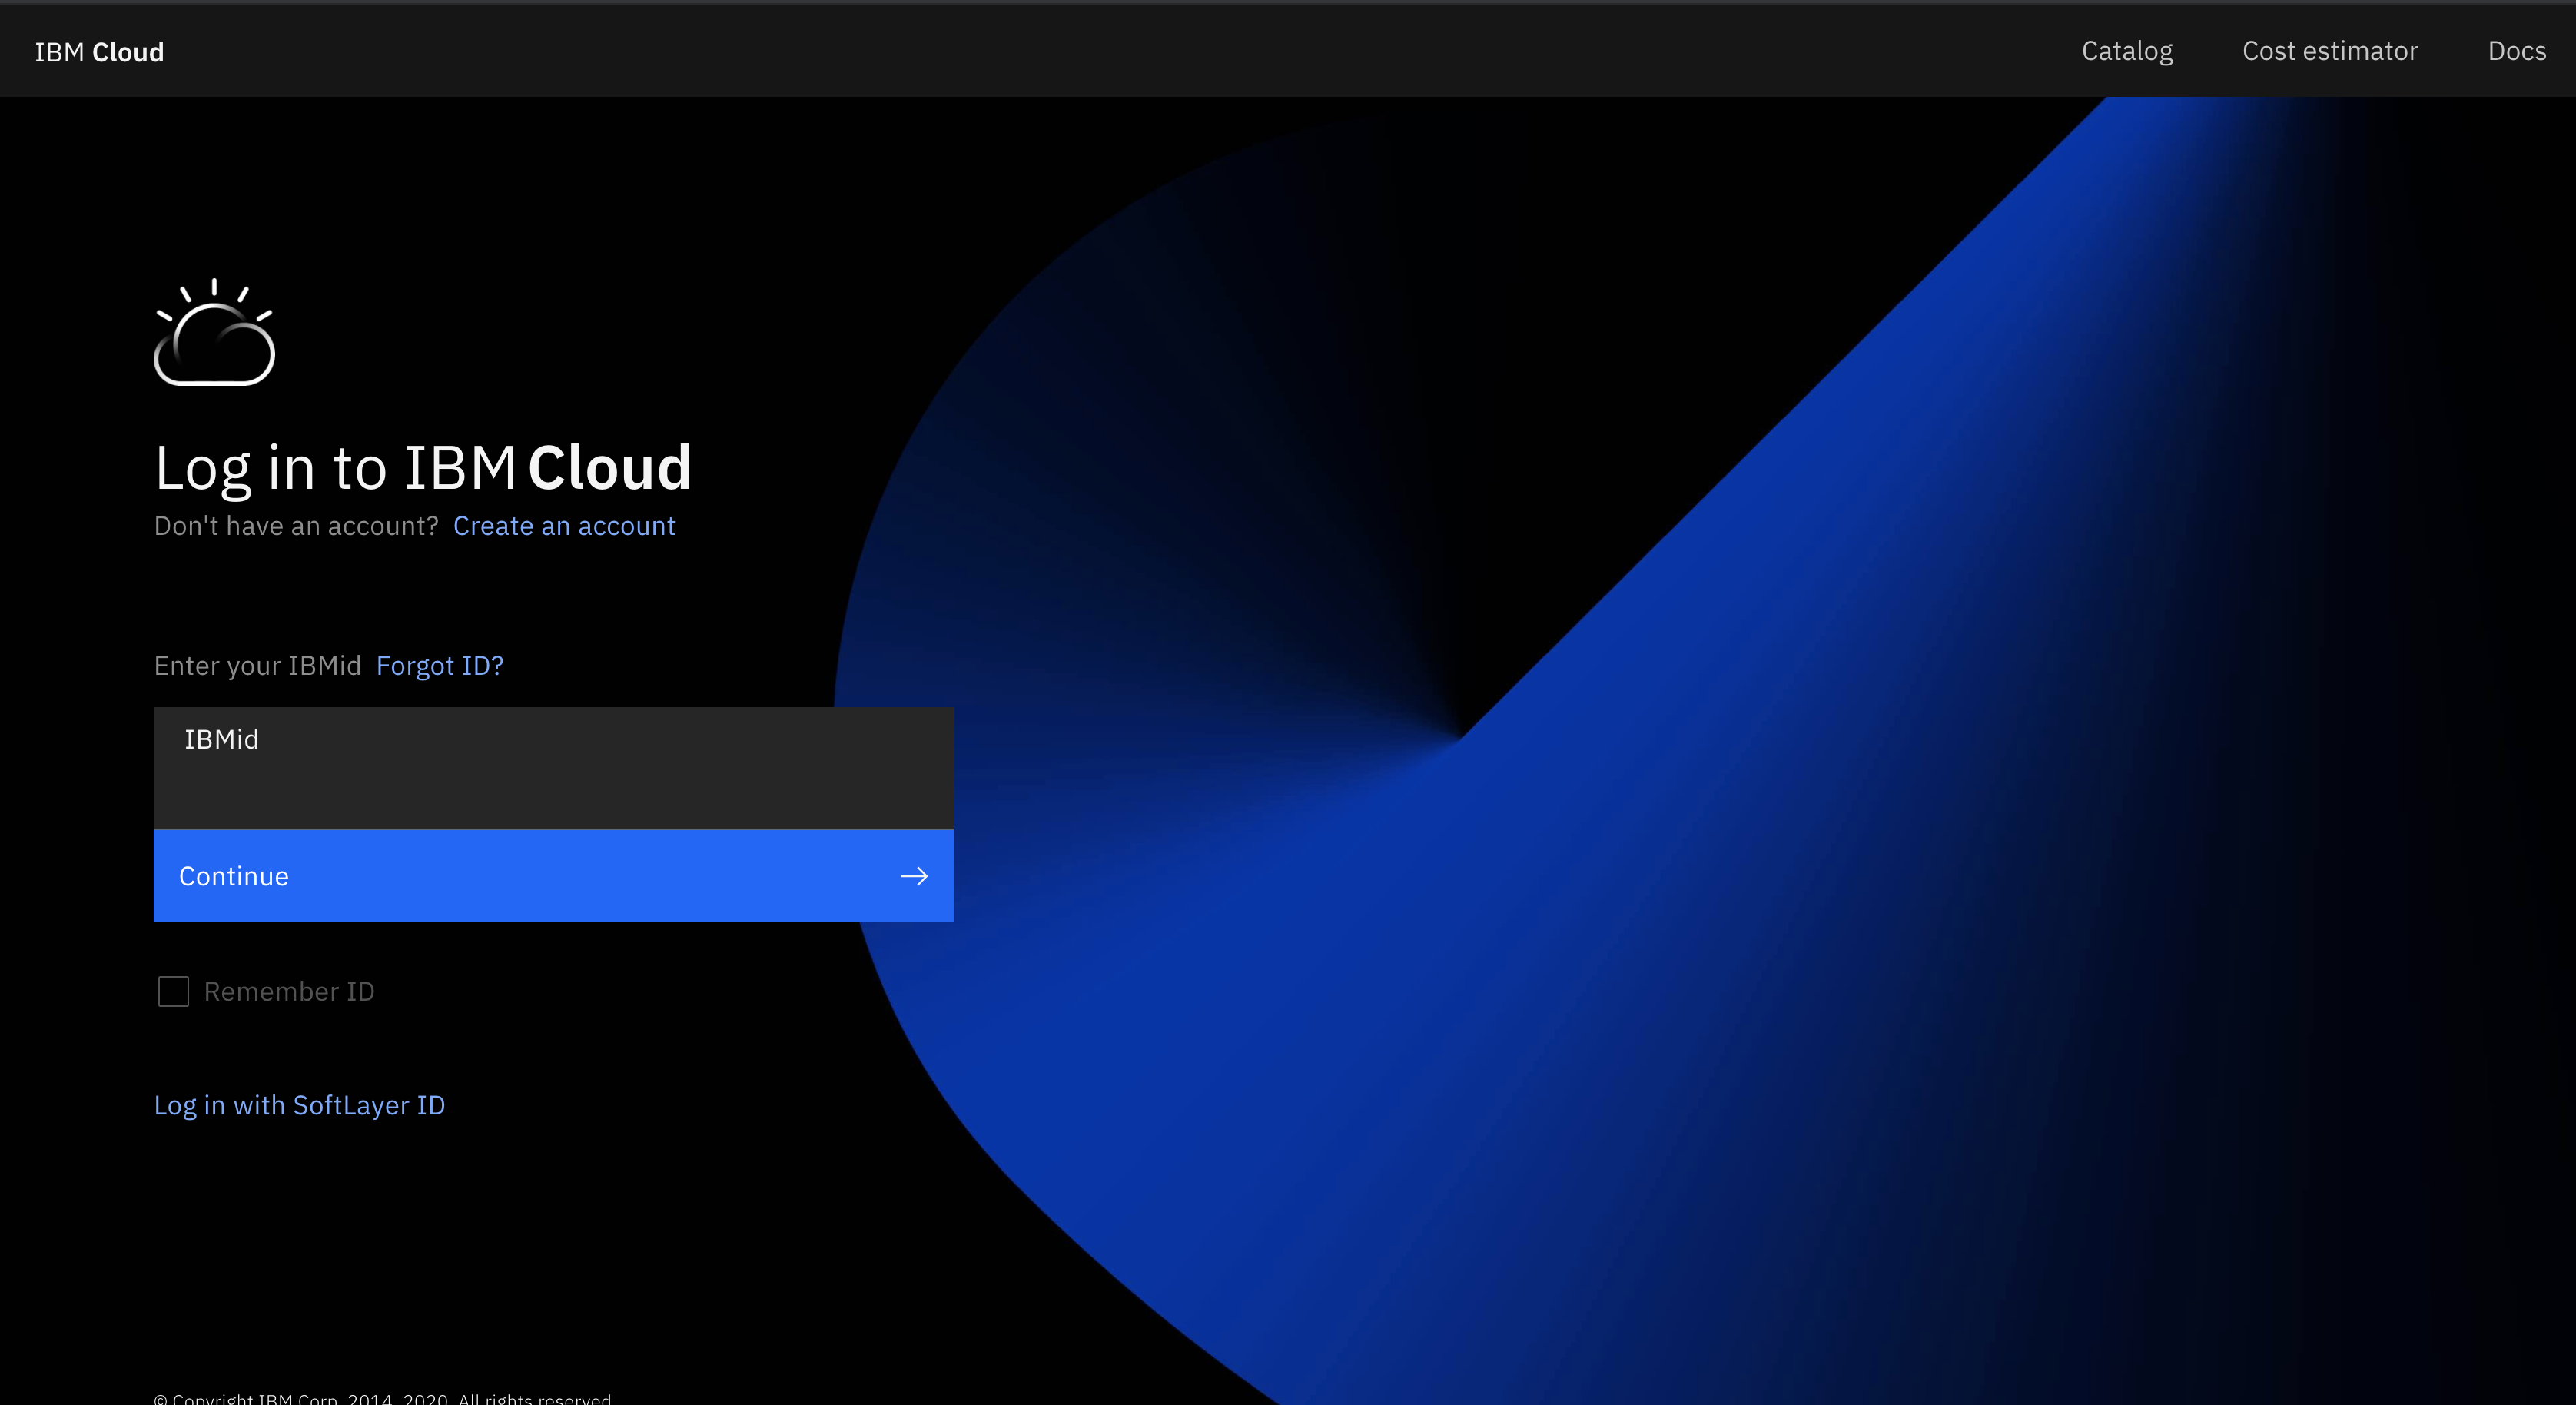 IBM Cloud
Catalog Cost estimator Docs
Log in to IBM Cloud
Don't have an account? Create an account
Enter your IBMid Forgot ID?
IBMid
Continue
Remember ID
Log in with SoftLayer ID
© Copyright IBM Corp. 2014, 2020. All rights reserved.